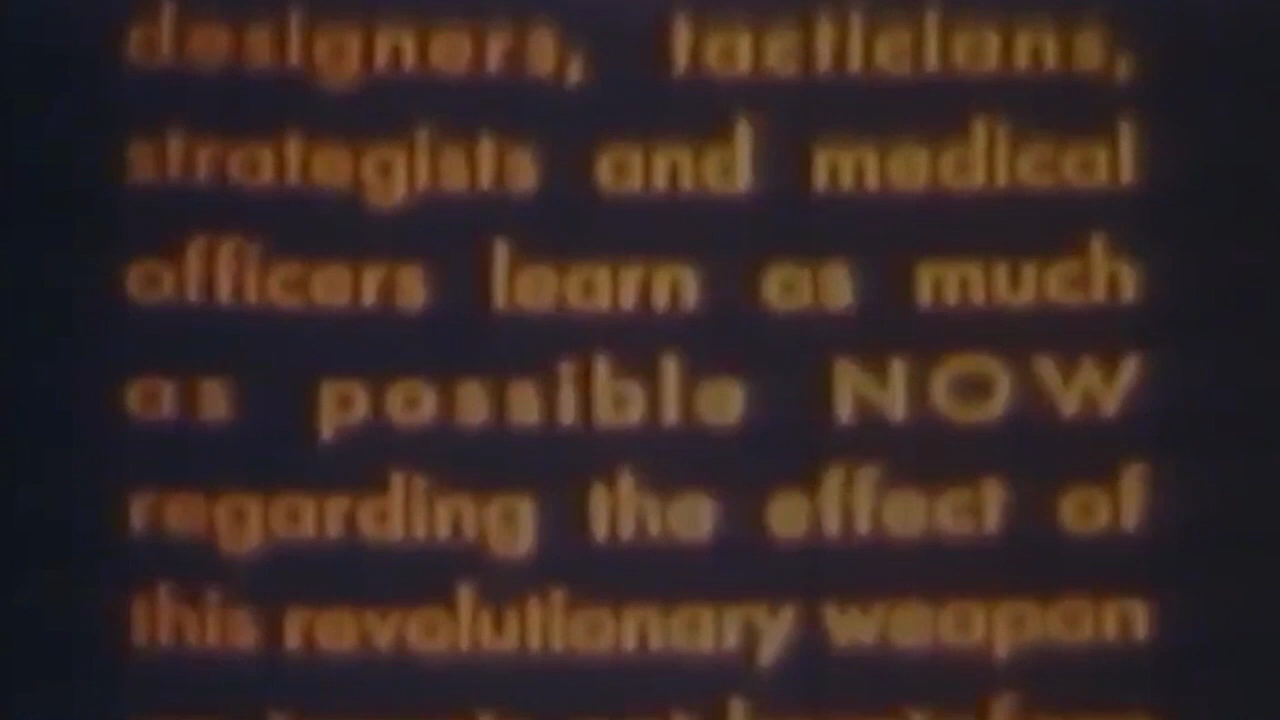 designers, tacticians,
strategists and medical
officers learn as much
as possible NOW
regarding the effect of
this revolutionary weapon